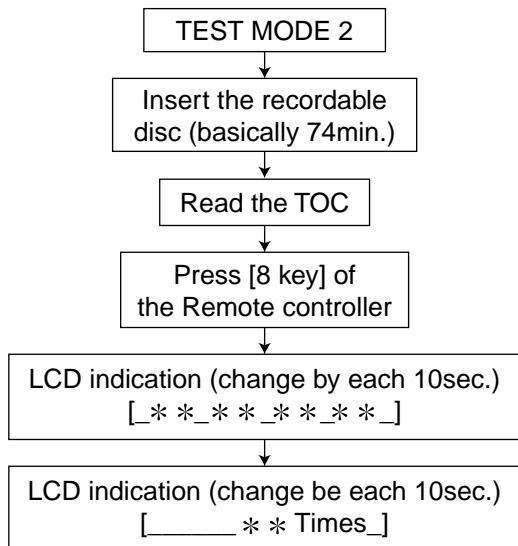 TEST MODE 2
Insert the recordable
disc (basically 74min.)
Read the TOC
Press [8 key] of
the Remote controller
LCD indication (change by each 10sec.)
[_＊＊_＊＊_＊＊_＊＊_]
LCD indication (change be each 10sec.)
[______ ＊＊ Times_]